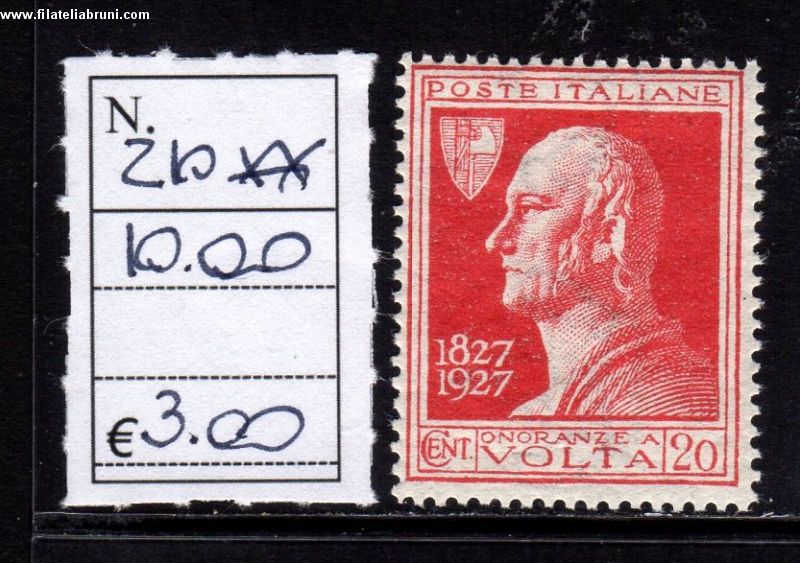 www.filateliabruni.com
N.
210 **
10.00
€ 3.00
POSTE ITALIANE
1827
1927
CENT. ONORANZE A VOLTA 20